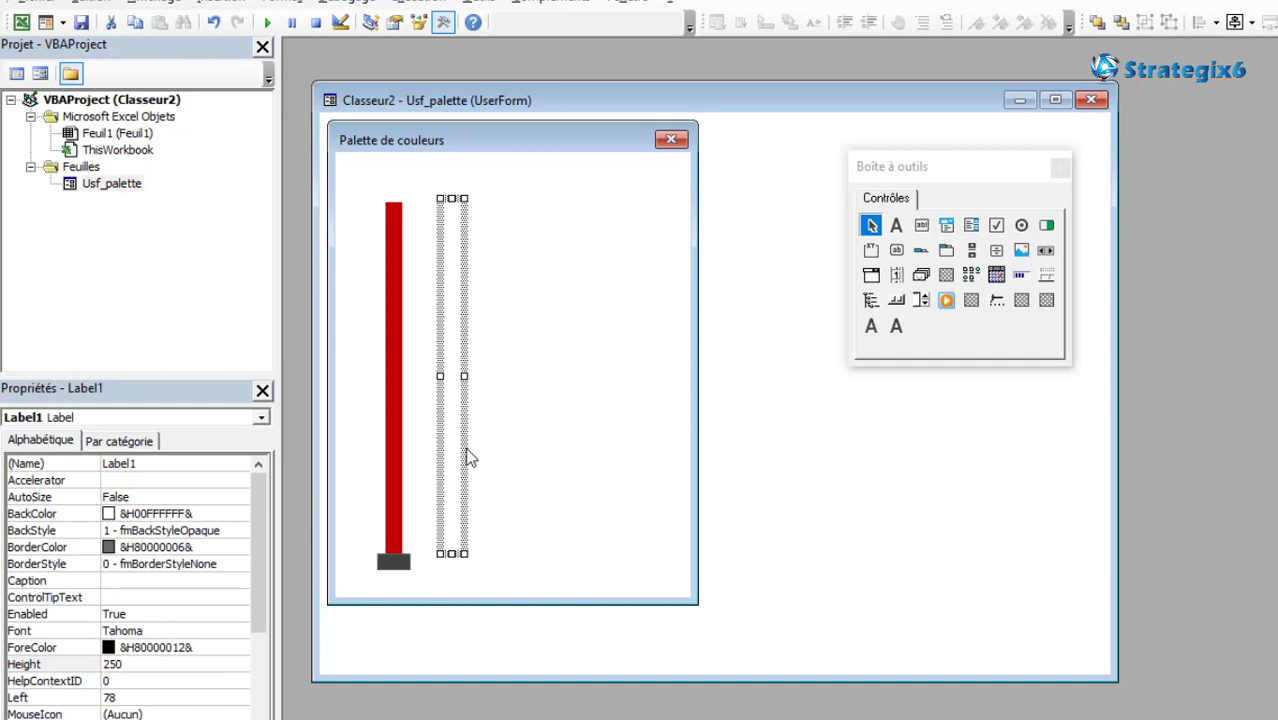 Projet - VBAProject
VBAProject (Classeur2)
Microsoft Excel Objets
Feuil1 (Feuil1)
ThisWorkbook
Feuilles
Usf_palette
Propriétés - Label1
Label1 Label
Alphabétique
Par catégorie
(Name) Label1
Accelerator
AutoSize False
BackColor &H00FFFFFF&
BackStyle 1 - fmBackStyleOpaque
BorderColor &H80000006&
BorderStyle 0 - fmBorderStyleNone
Caption
ControlTipText
Enabled True
Font Tahoma
ForeColor &H80000012&
Height 250
HelpContextID 0
Left 78
MouseIcon (Aucun)
Strategix6
Classeur2 - Usf_palette (UserForm)
Palette de couleurs
Boîte à outils
Contrôles